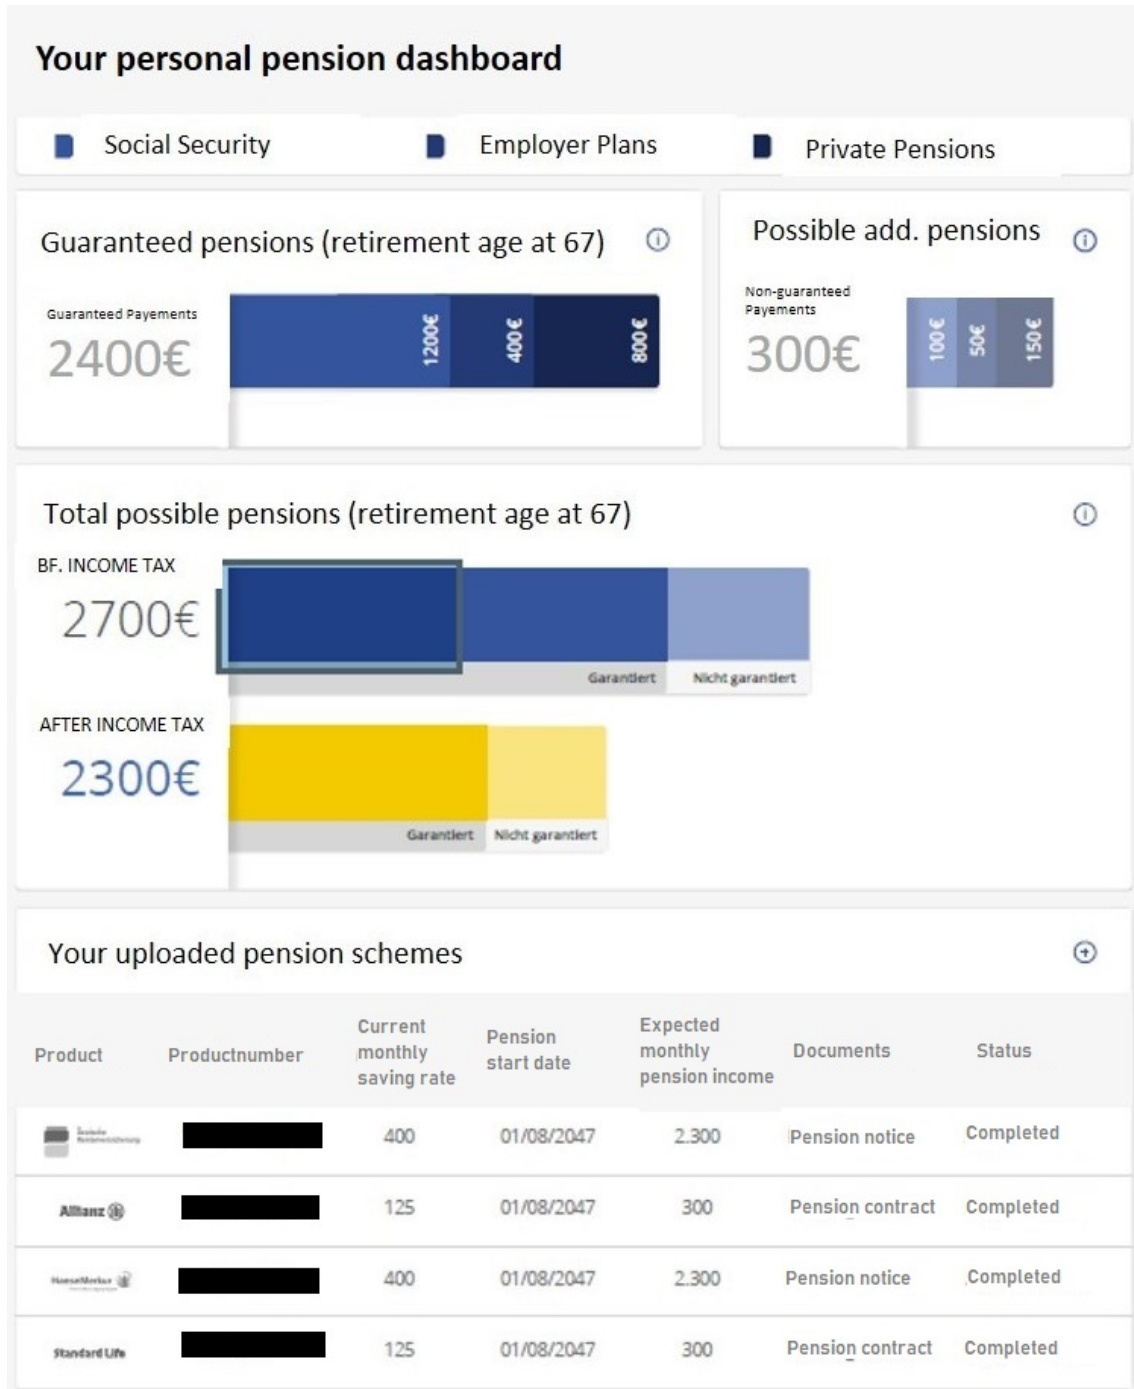 Your personal pension dashboard
Social Security
Employer Plans
Private Pensions
Guaranteed pensions (retirement age at 67)
Guaranteed Payements
2400€
1200€
400€
800€
Possible add. pensions
Non-guaranteed
Payements
300€
100€
50€
150€
Total possible pensions (retirement age at 67)
BF. INCOME TAX
2700€
Garantiert
Nicht garantiert
AFTER INCOME TAX
2300€
Garantiert
Nicht garantiert
Your uploaded pension schemes
Product
Productnumber
Current
monthly
saving rate
Pension
start date
Expected
monthly
pension income
Documents
Status
Deutsche
Rentenversicherung
400
01/08/2047
2.300
Pension notice
Completed
Allianz
125
01/08/2047
300
Pension contract
Completed
HanseMerkur
400
01/08/2047
2.300
Pension notice
Completed
Standard Life
125
01/08/2047
300
Pension contract
Completed